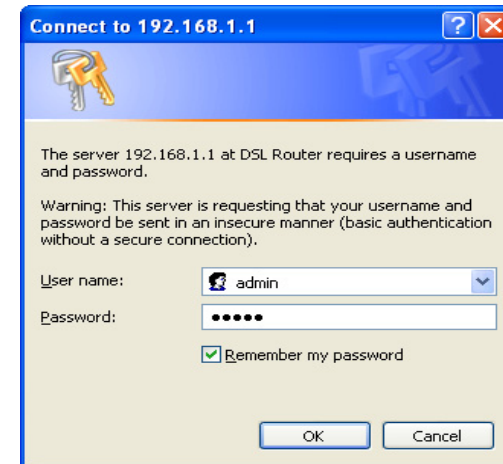 Connect to 192.168.1.1
The server 192.168.1.1 at DSL Router requires a username
and password.
Warning: This server is requesting that your username and
password be sent in an insecure manner (basic authentication
without a secure connection).
User name:
admin
Password:
•••••
Remember my password
OK
Cancel